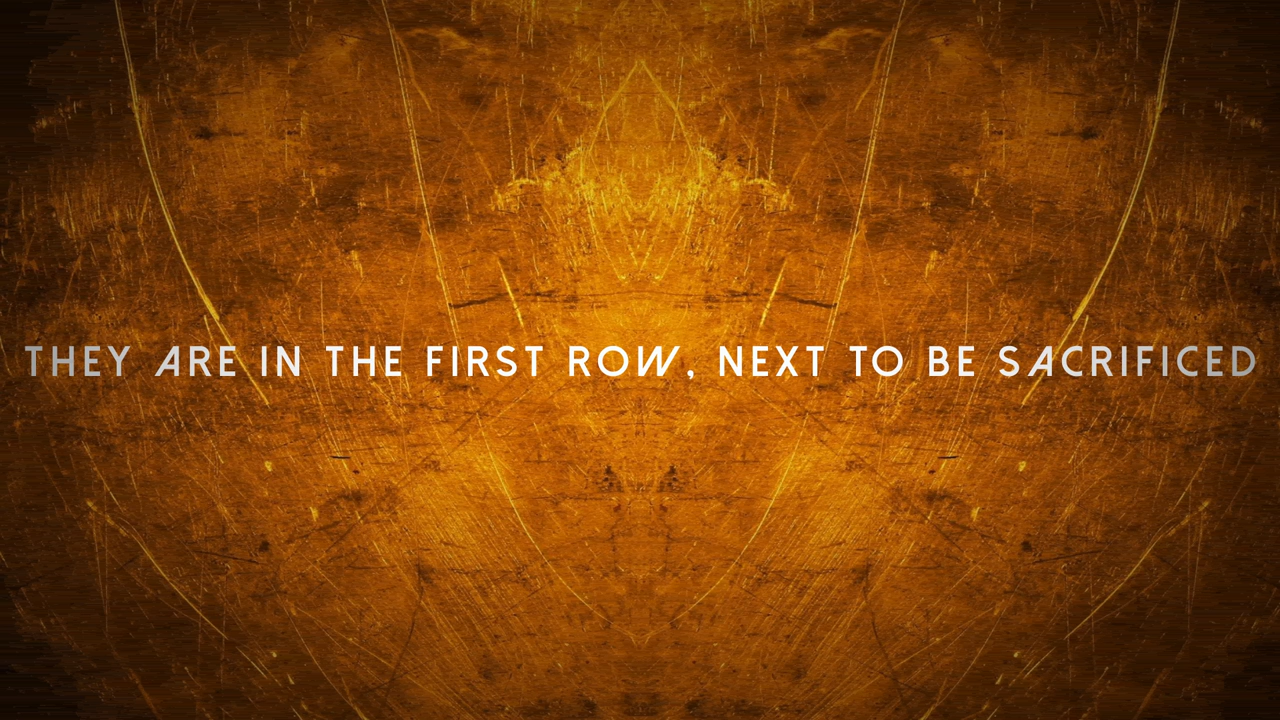 THEY ARE IN THE FIRST ROW, NEXT TO BE SACRIFICED